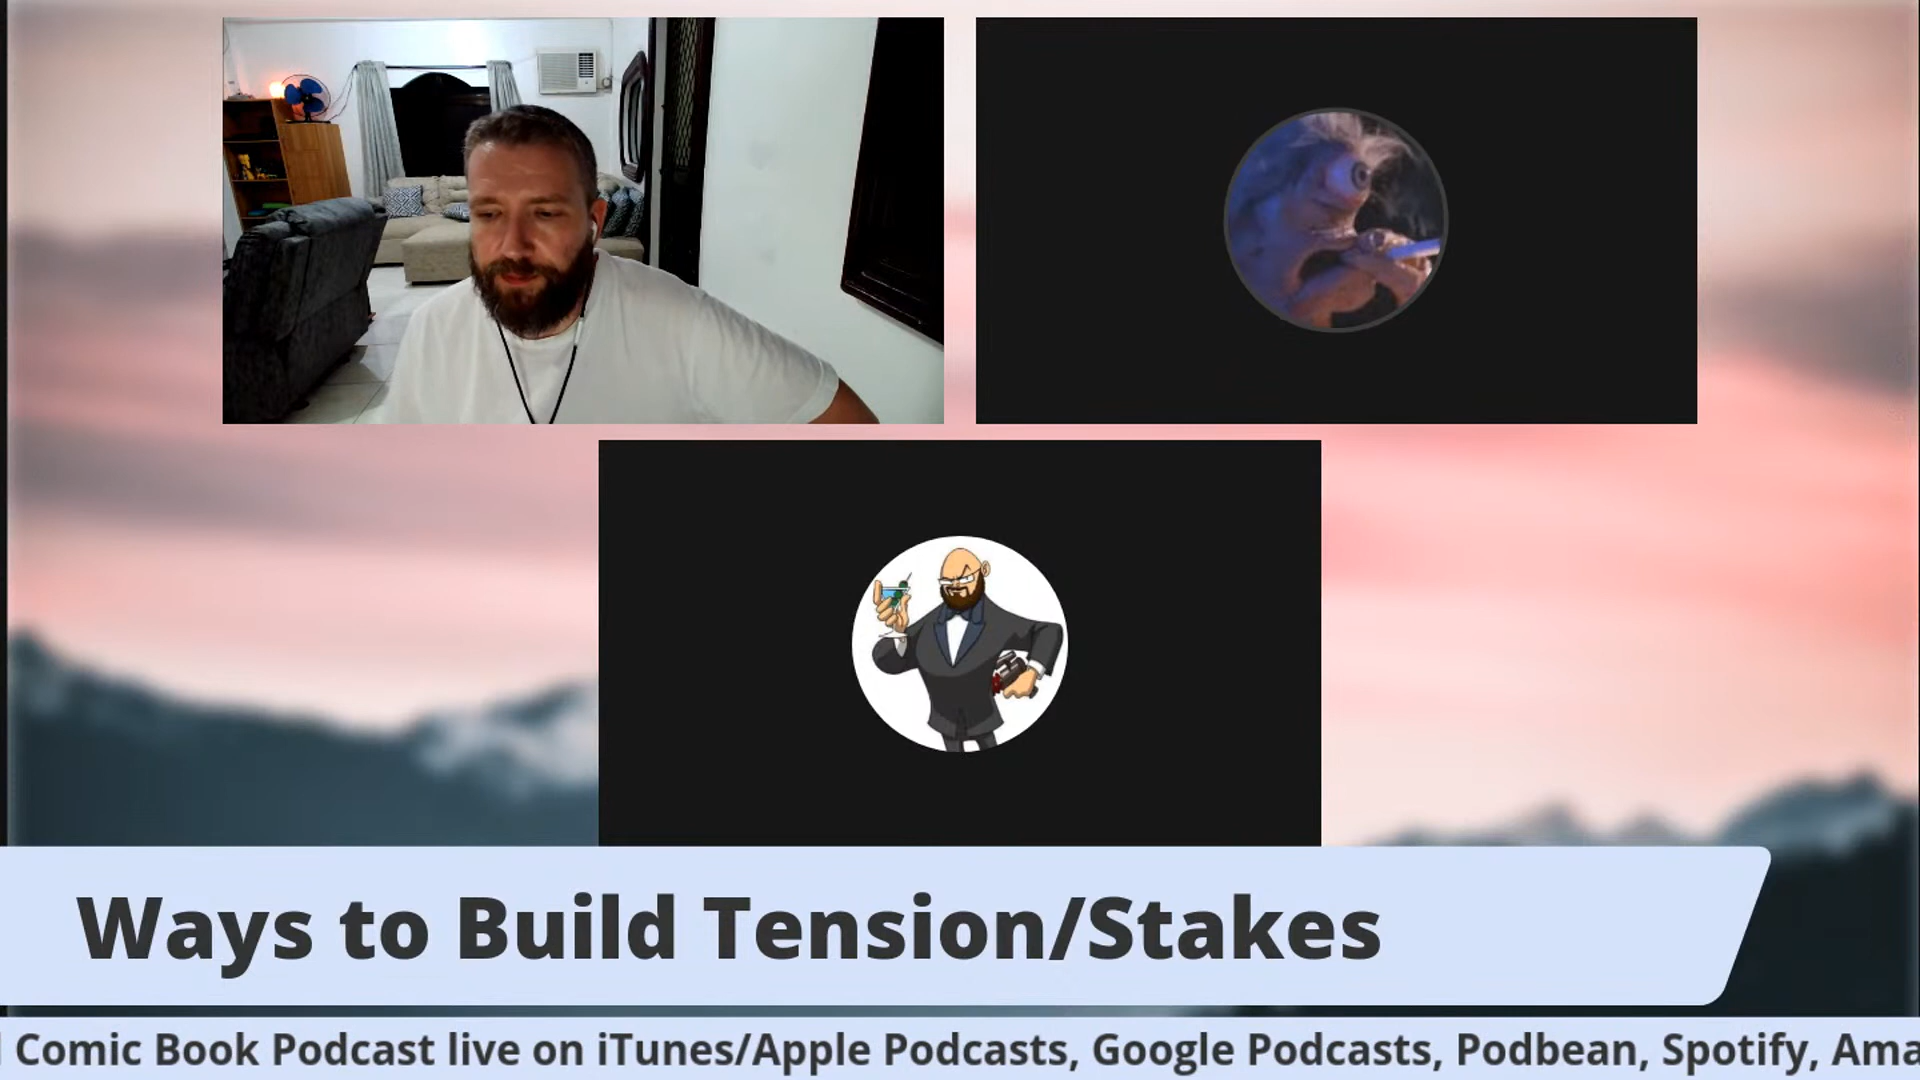 Ways to Build Tension/Stakes
Comic Book Podcast live on iTunes/Apple Podcasts, Google Podcasts, Podbean, Spotify,